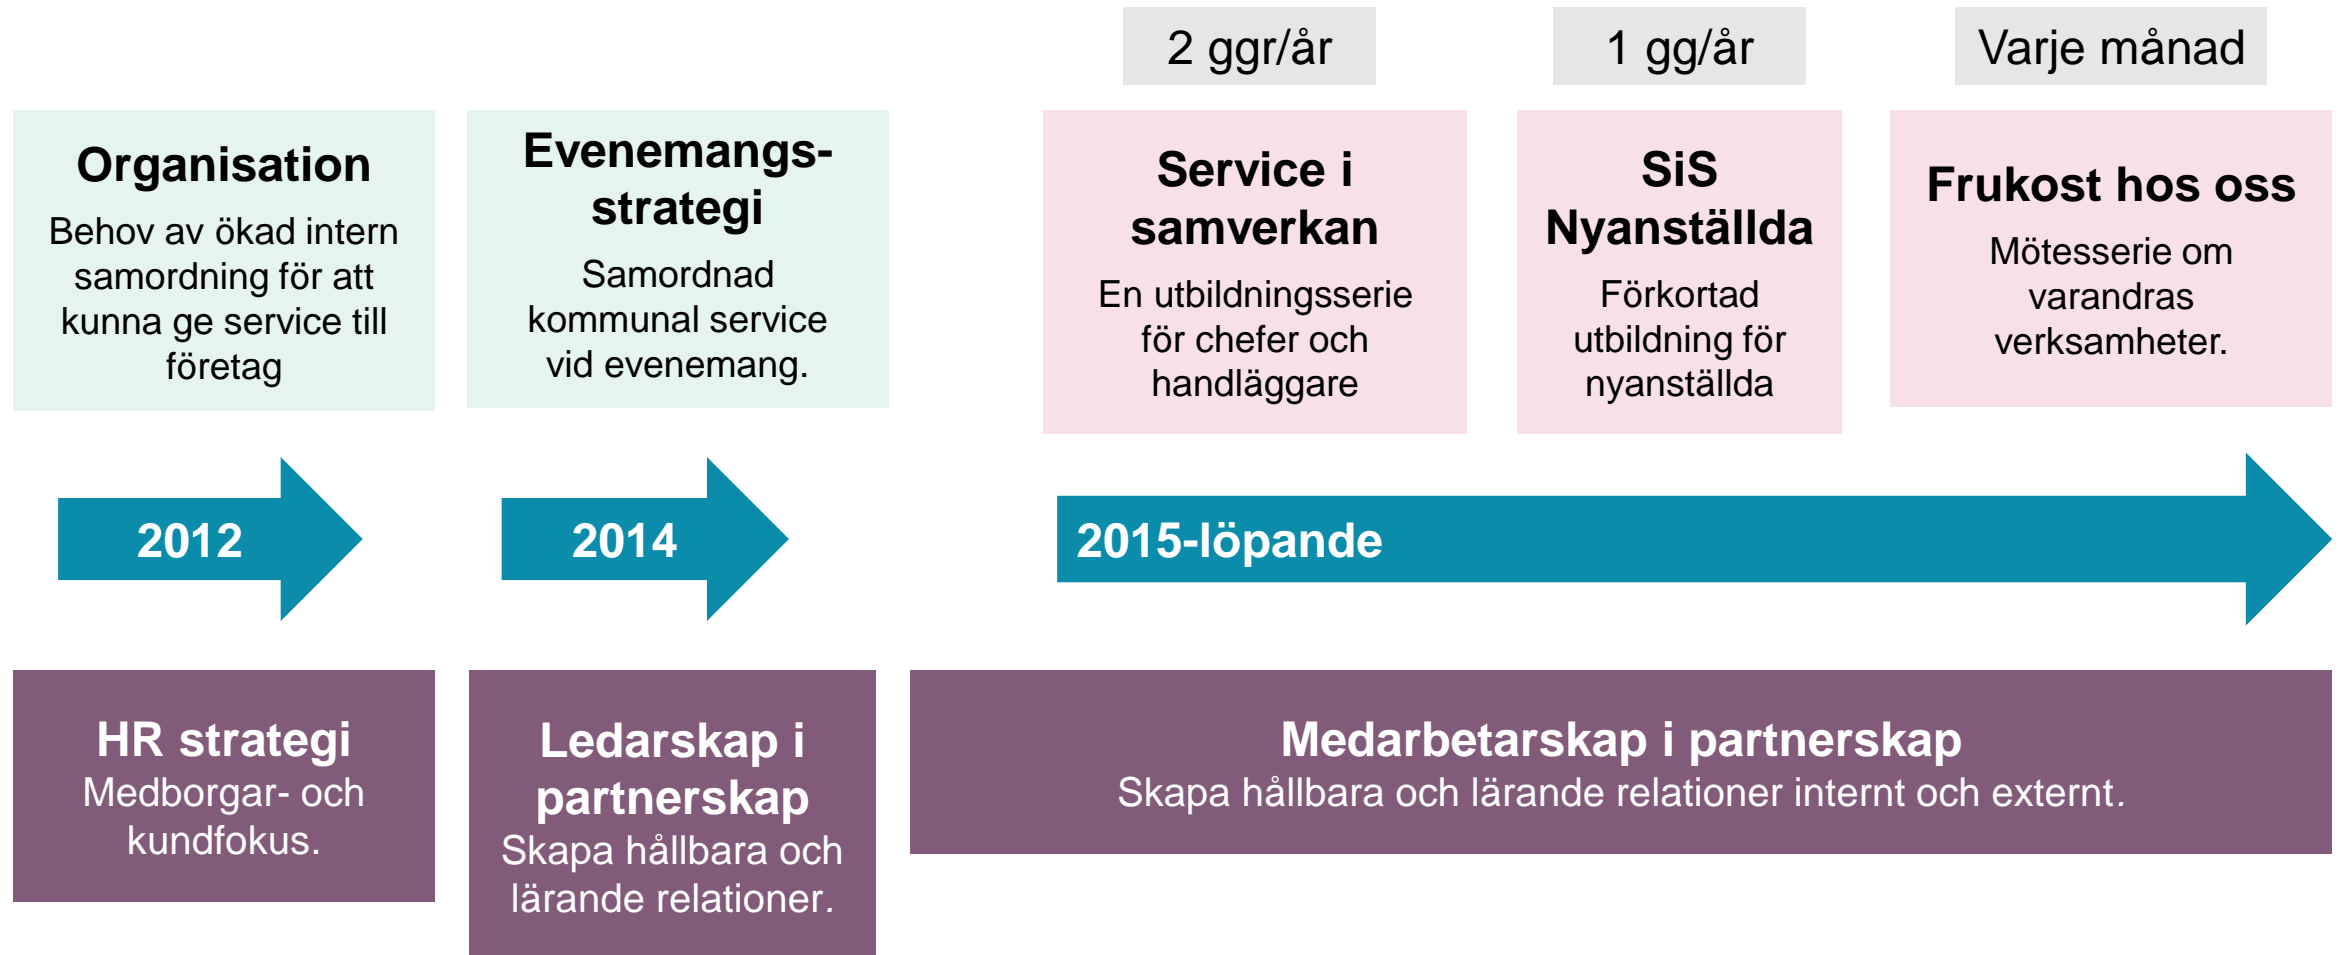 2 ggr/år
1 gg/år
Varje månad
Organisation
Behov av ökad intern
samordning för att
kunna ge service till
företag
Evenemangs-
strategi
Samordnad
kommunal service
vid evenemang.
Service i
samverkan
En utbildningsserie
för chefer och
handläggare
SiS
Nyanställda
Förkortad
utbildning för
nyanställda
Frukost hos oss
Mötesserie om
varandras
verksamheter.
2012
2014
2015-löpande
HR strategi
Medborgar- och
kundfokus.
Ledarskap i
partnerskap
Skapa hållbara och
lärande relationer.
Medarbetarskap i partnerskap
Skapa hållbara och lärande relationer internt och externt.